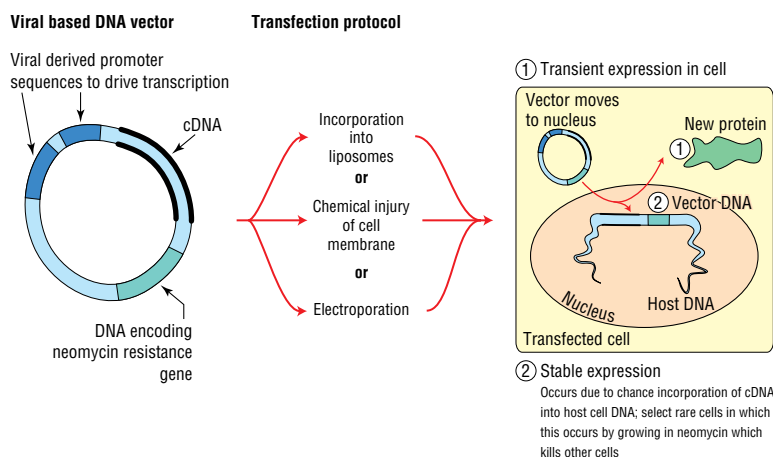 Viral based DNA vector
Viral derived promoter
sequences to drive transcription
cDNA
DNA encoding
neomycin resistance
gene
Transfection protocol
Incorporation
into
liposomes
or
Chemical injury
of cell
membrane
or
Electroporation
1 Transient expression in cell
Vector moves
to nucleus
New protein
1
2 Vector DNA
Nucleus
Host DNA
Transfected cell
2 Stable expression
Occurs due to chance incorporation of cDNA
into host cell DNA; select rare cells in which
this occurs by growing in neomycin which
kills other cells